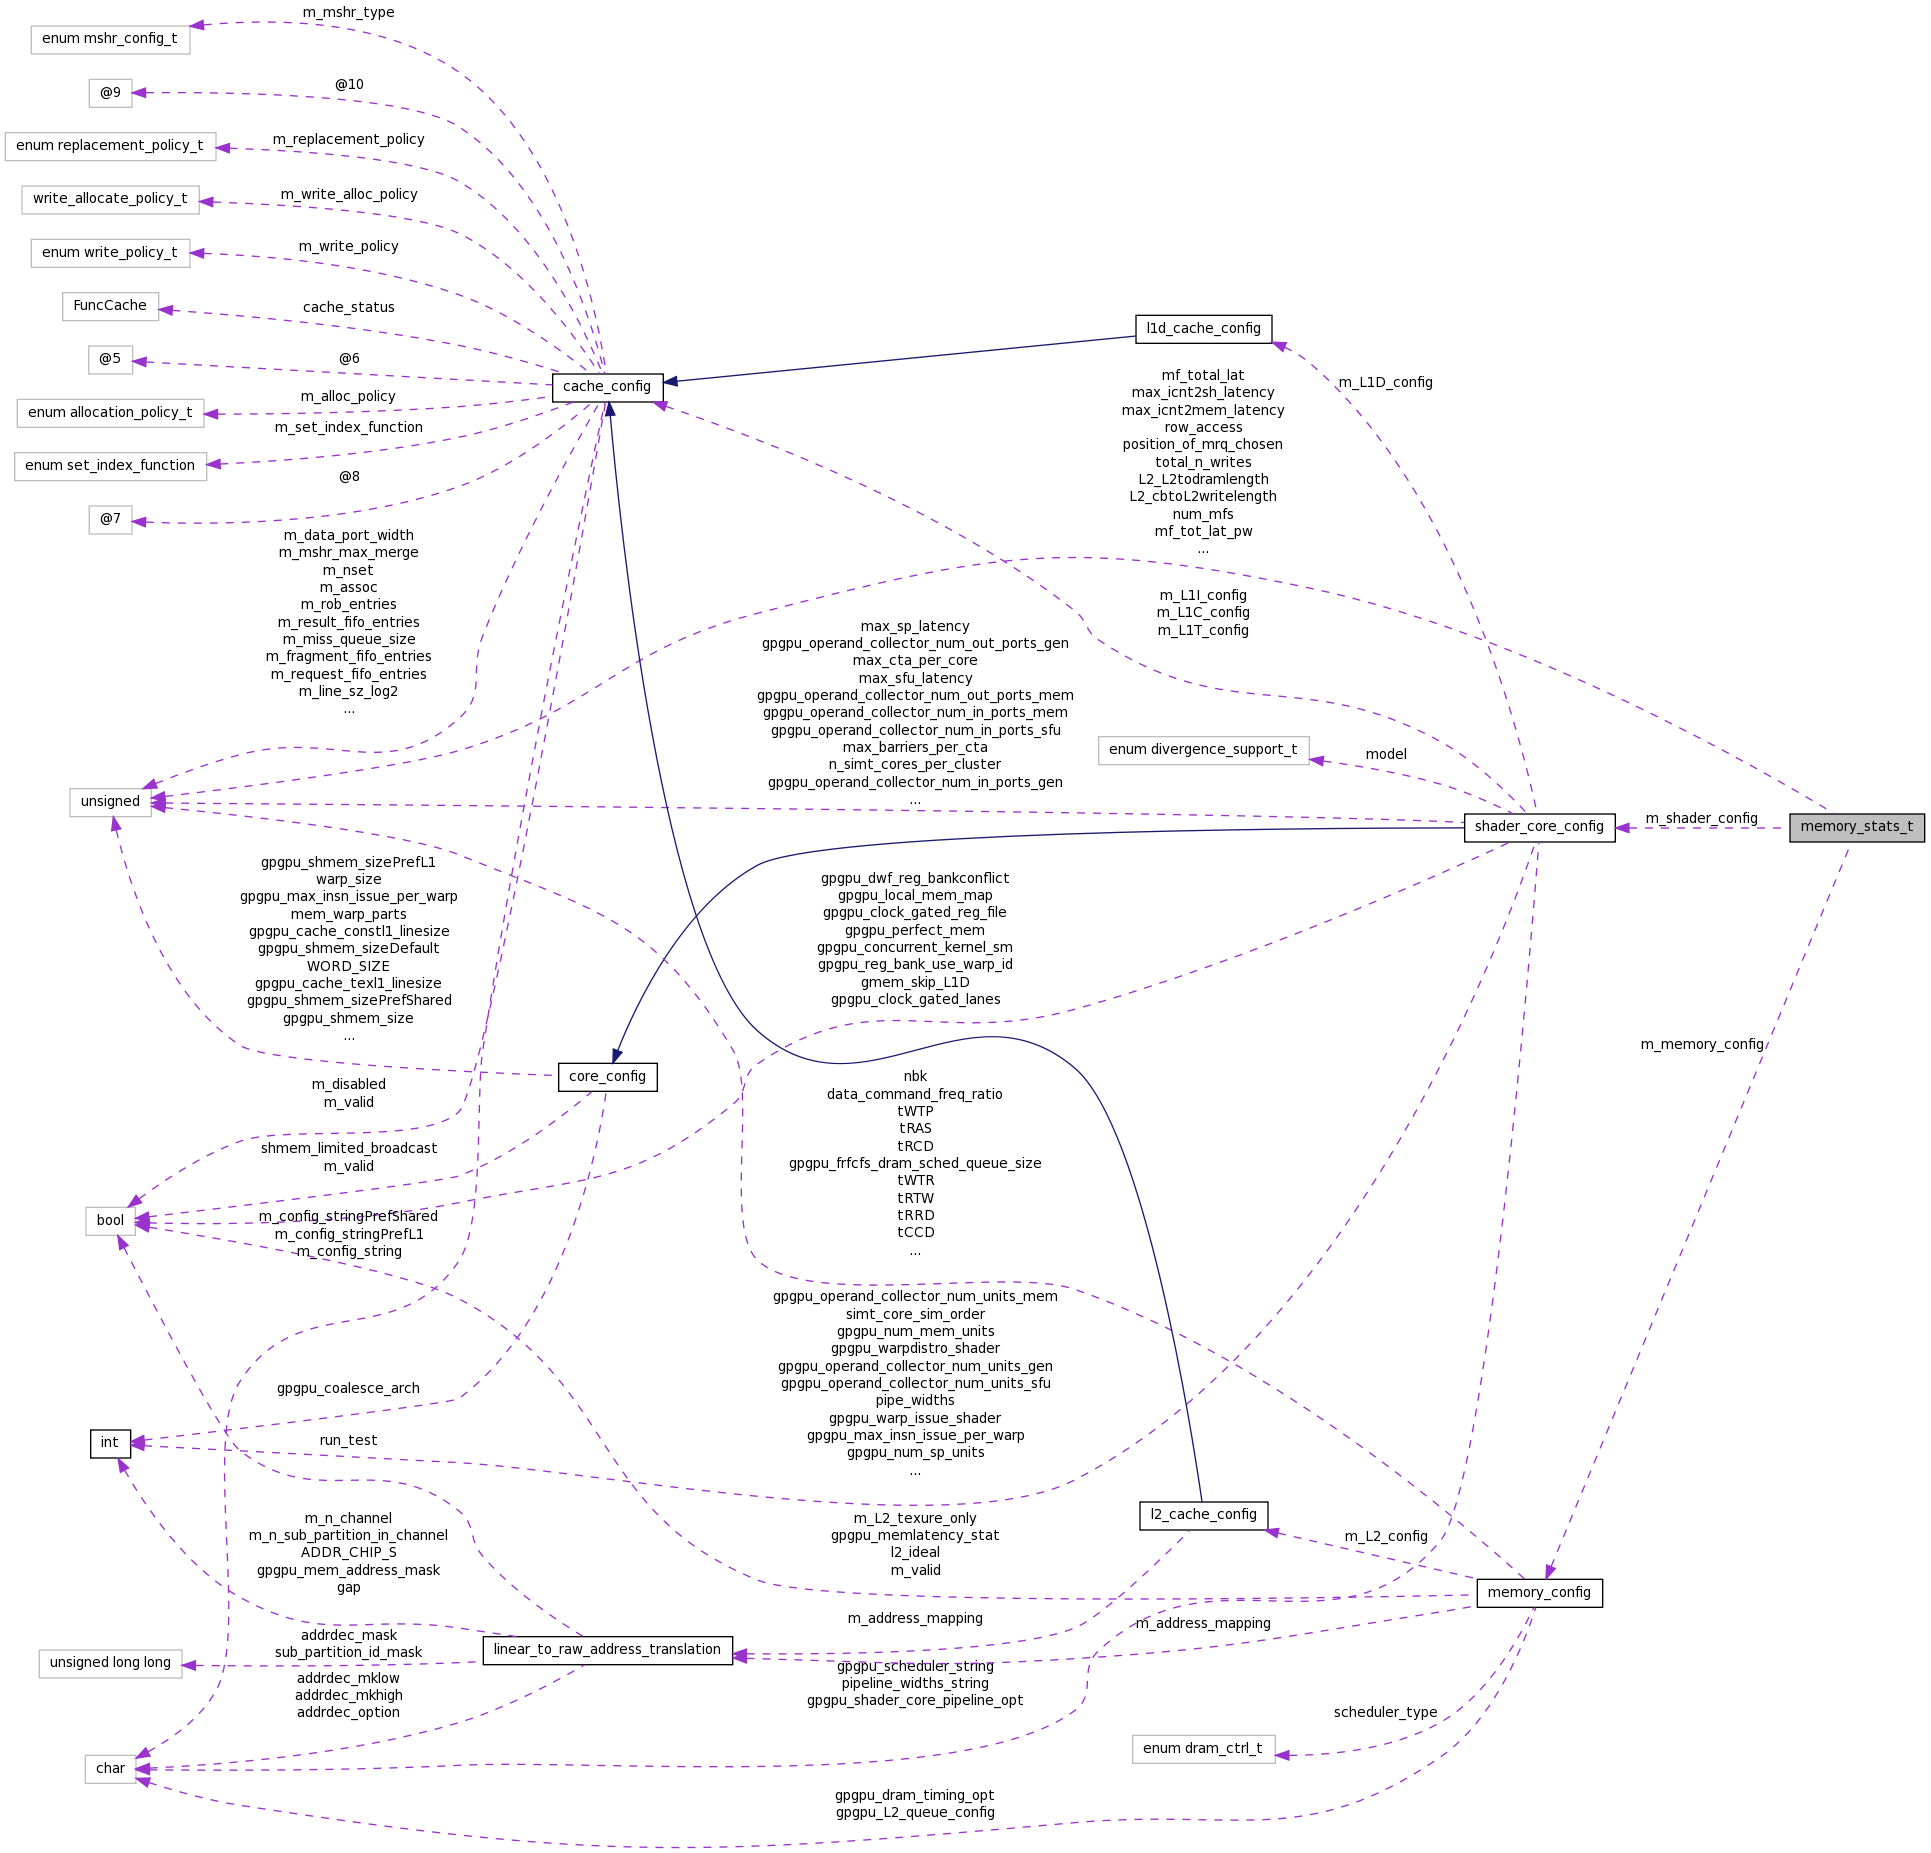 m_mshr_type
enum mshr_config_t
@10
@9
m_replacement_policy
enum replacement_policy_t
m_write_alloc_policy
write_allocate_policy_t
m_write_policy
enum write_policy_t
cache_status
FuncCache
@6
@5
m_alloc_policy
enum allocation_policy_t
m_set_index_function
enum set_index_function
@8
@7
cache_config
l1d_cache_config
m_L1D_config
mf_total_lat
max_icnt2sh_latency
max_icnt2mem_latency
row_access
position_of_mrq_chosen
total_n_writes
L2_L2todramlength
L2_cbtoL2writelength
num_mfs
mf_tot_lat_pw
...
m_L1I_config
m_L1C_config
m_L1T_config
m_data_port_width
m_mshr_max_merge
m_nset
m_assoc
m_rob_entries
m_result_fifo_entries
m_miss_queue_size
m_fragment_fifo_entries
m_request_fifo_entries
m_line_sz_log2
...
max_sp_latency
gpgpu_operand_collector_num_out_ports_gen
max_cta_per_core
max_sfu_latency
gpgpu_operand_collector_num_out_ports_mem
gpgpu_operand_collector_num_in_ports_mem
gpgpu_operand_collector_num_in_ports_sfu
max_barriers_per_cta
n_simt_cores_per_cluster
gpgpu_operand_collector_num_in_ports_gen
...
enum divergence_support_t
model
unsigned
shader_core_config
m_shader_config
memory_stats_t
gpgpu_shmem_sizePrefL1
warp_size
gpgpu_max_insn_issue_per_warp
mem_warp_parts
gpgpu_cache_constl1_linesize
gpgpu_shmem_sizeDefault
WORD_SIZE
gpgpu_cache_texl1_linesize
gpgpu_shmem_sizePrefShared
gpgpu_shmem_size
...
gpgpu_dwf_reg_bankconflict
gpgpu_local_mem_map
gpgpu_clock_gated_reg_file
gpgpu_perfect_mem
gpgpu_concurrent_kernel_sm
gpgpu_reg_bank_use_warp_id
gmem_skip_L1D
gpgpu_clock_gated_lanes
m_memory_config
core_config
m_disabled
m_valid
nbk
data_command_freq_ratio
tWTP
tRAS
tRCD
gpgpu_frfcfs_dram_sched_queue_size
tWTR
tRTW
tRRD
tCCD
...
shmem_limited_broadcast
m_valid
bool
m_config_stringPrefShared
m_config_stringPrefL1
m_config_string
gpgpu_operand_collector_num_units_mem
simt_core_sim_order
gpgpu_num_mem_units
gpgpu_warpdistro_shader
gpgpu_operand_collector_num_units_gen
gpgpu_operand_collector_num_units_sfu
pipe_widths
gpgpu_warp_issue_shader
gpgpu_max_insn_issue_per_warp
gpgpu_num_sp_units
...
gpgpu_coalesce_arch
int
run_test
m_n_channel
m_n_sub_partition_in_channel
ADDR_CHIP_S
gpgpu_mem_address_mask
gap
m_L2_texure_only
gpgpu_memlatency_stat
l2_ideal
m_valid
l2_cache_config
m_L2_config
memory_config
m_address_mapping
m_address_mapping
linear_to_raw_address_translation
addrdec_mask
sub_partition_id_mask
unsigned long long
addrdec_mklow
addrdec_mkhigh
addrdec_option
gpgpu_scheduler_string
pipeline_widths_string
gpgpu_shader_core_pipeline_opt
scheduler_type
enum dram_ctrl_t
char
gpgpu_dram_timing_opt
gpgpu_L2_queue_config